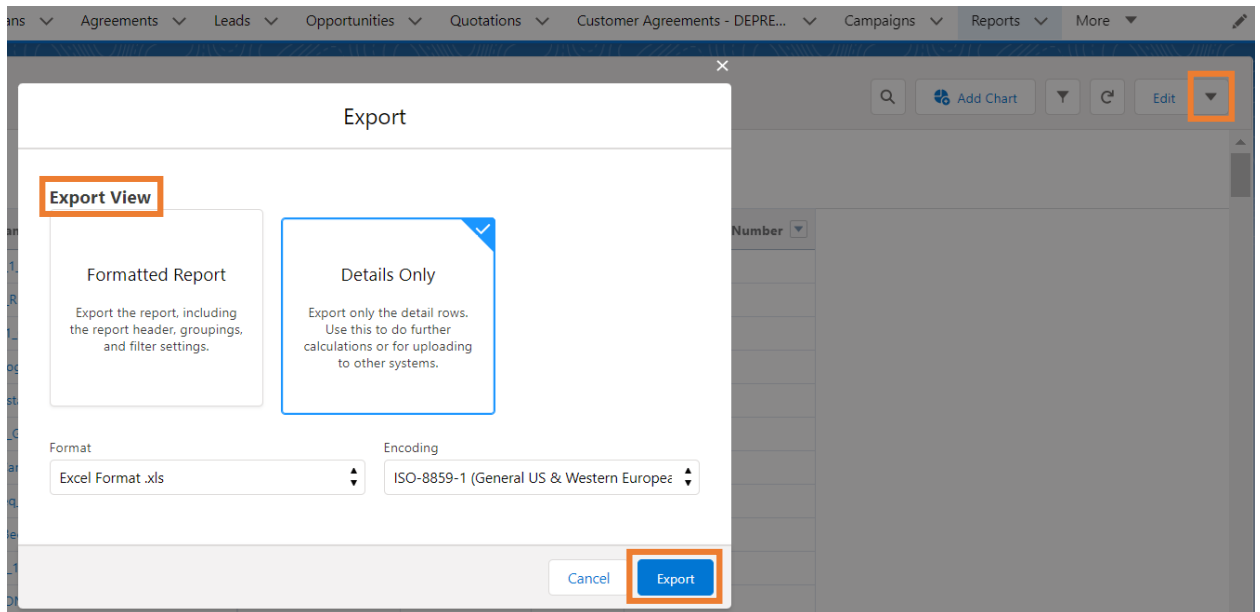 Agreements Leads Opportunities Quotations Customer Agreements - DEPRE... Campaigns Reports More
Add Chart Edit
Export
Export View
Number
Formatted Report
Export the report, including
the report header, groupings,
and filter settings.
Details Only
Export only the detail rows.
Use this to do further
calculations or for uploading
to other systems.
Format
Excel Format .xls
Encoding
ISO-8859-1 (General US & Western Europea
Cancel Export